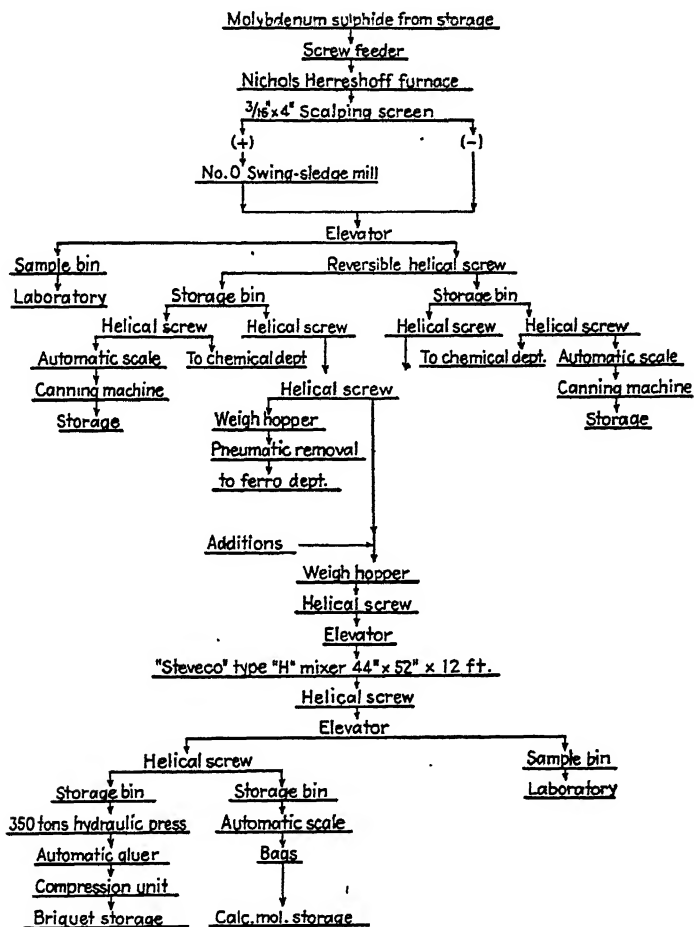 Molybdenum sulphide from storage
Screw feeder
Nichols Herreshoff furnace
3/16"x4" Scalping screen
(+) (-)
No.0 Swing-sledge mill
Elevator
Sample bin Reversible helical screw
Laboratory Storage bin Storage bin
Helical screw Helical screw Helical screw Helical screw
Automatic scale To chemical dept To chemical dept. Automatic scale
Canning machine Helical screw Canning machine
Storage Weigh hopper Storage
Pneumatic removal
to ferro dept.
Additions
Weigh hopper
Helical screw
Elevator
"Steveco" type "H" mixer 44"x 52" x 12 ft.
Helical screw
Elevator
Helical screw Sample bin
Storage bin Storage bin Laboratory
350 tons hydraulic press Automatic scale
Automatic gluer Bags
Compression unit
Briquet storage Calc.mol. storage